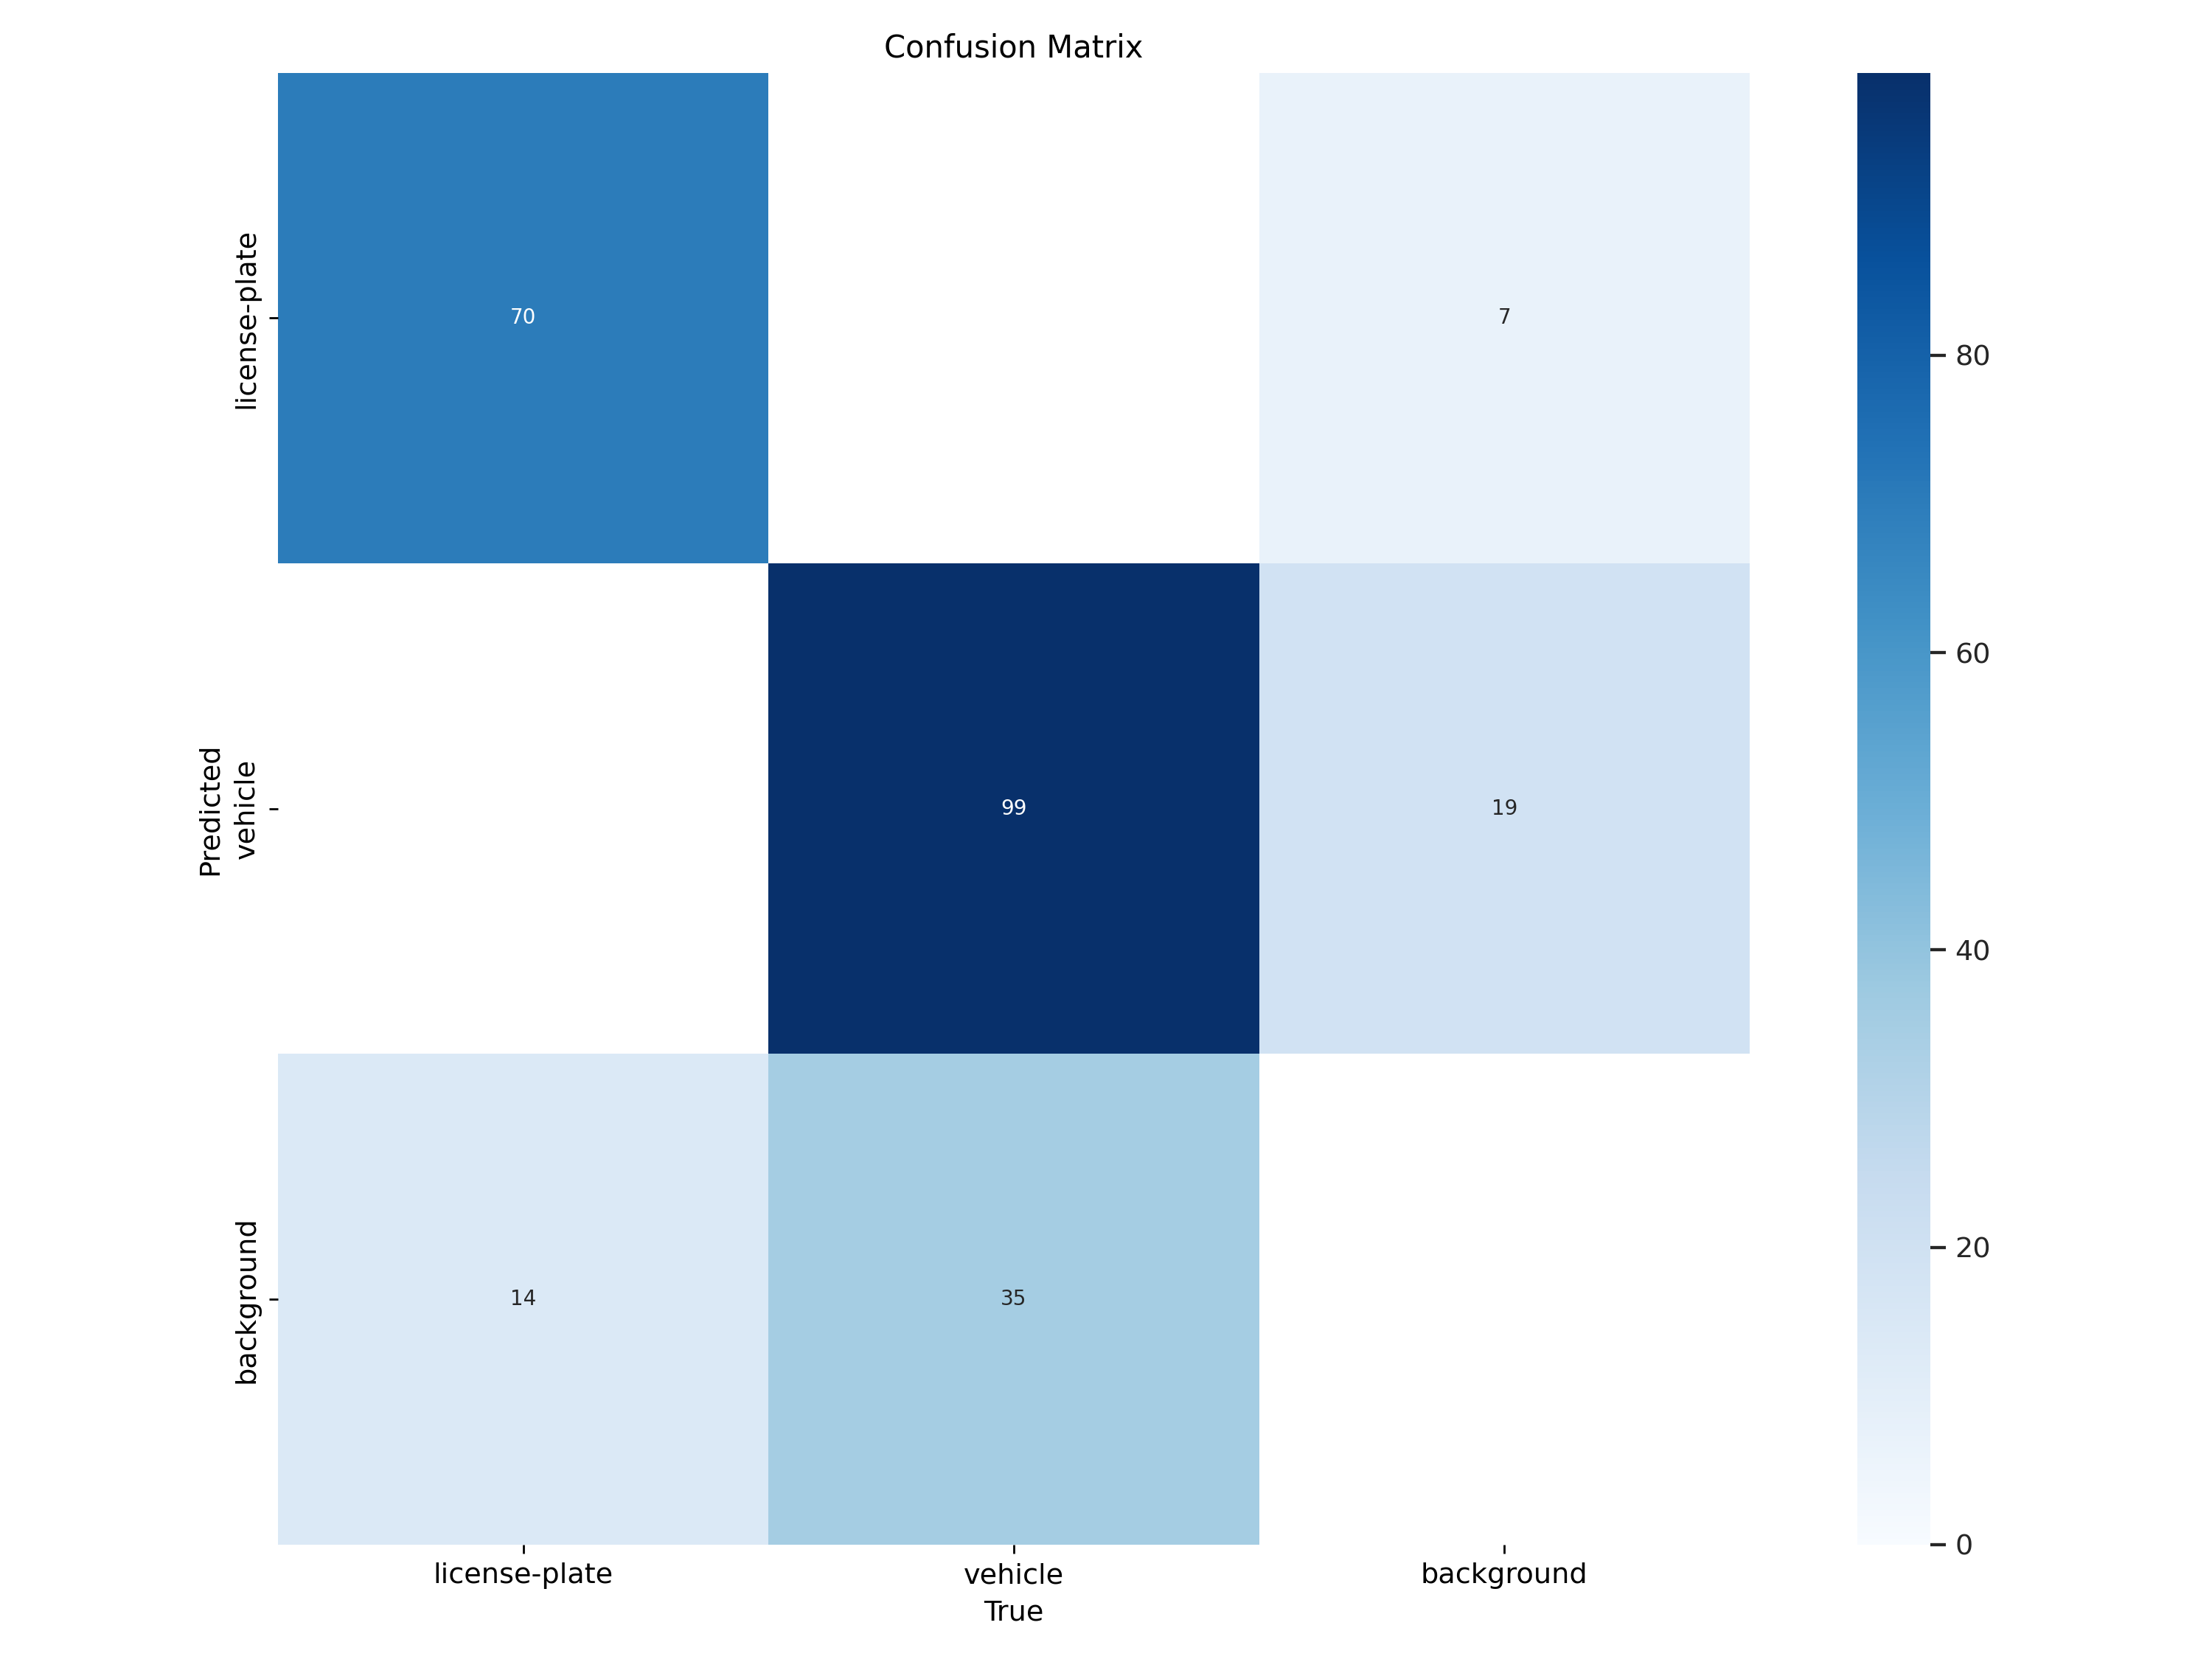 Confusion Matrix
license-plate
70
7
80
60
Predicted
vehicle
99
19
40
20
background
14
35
0
license-plate
vehicle
background
True